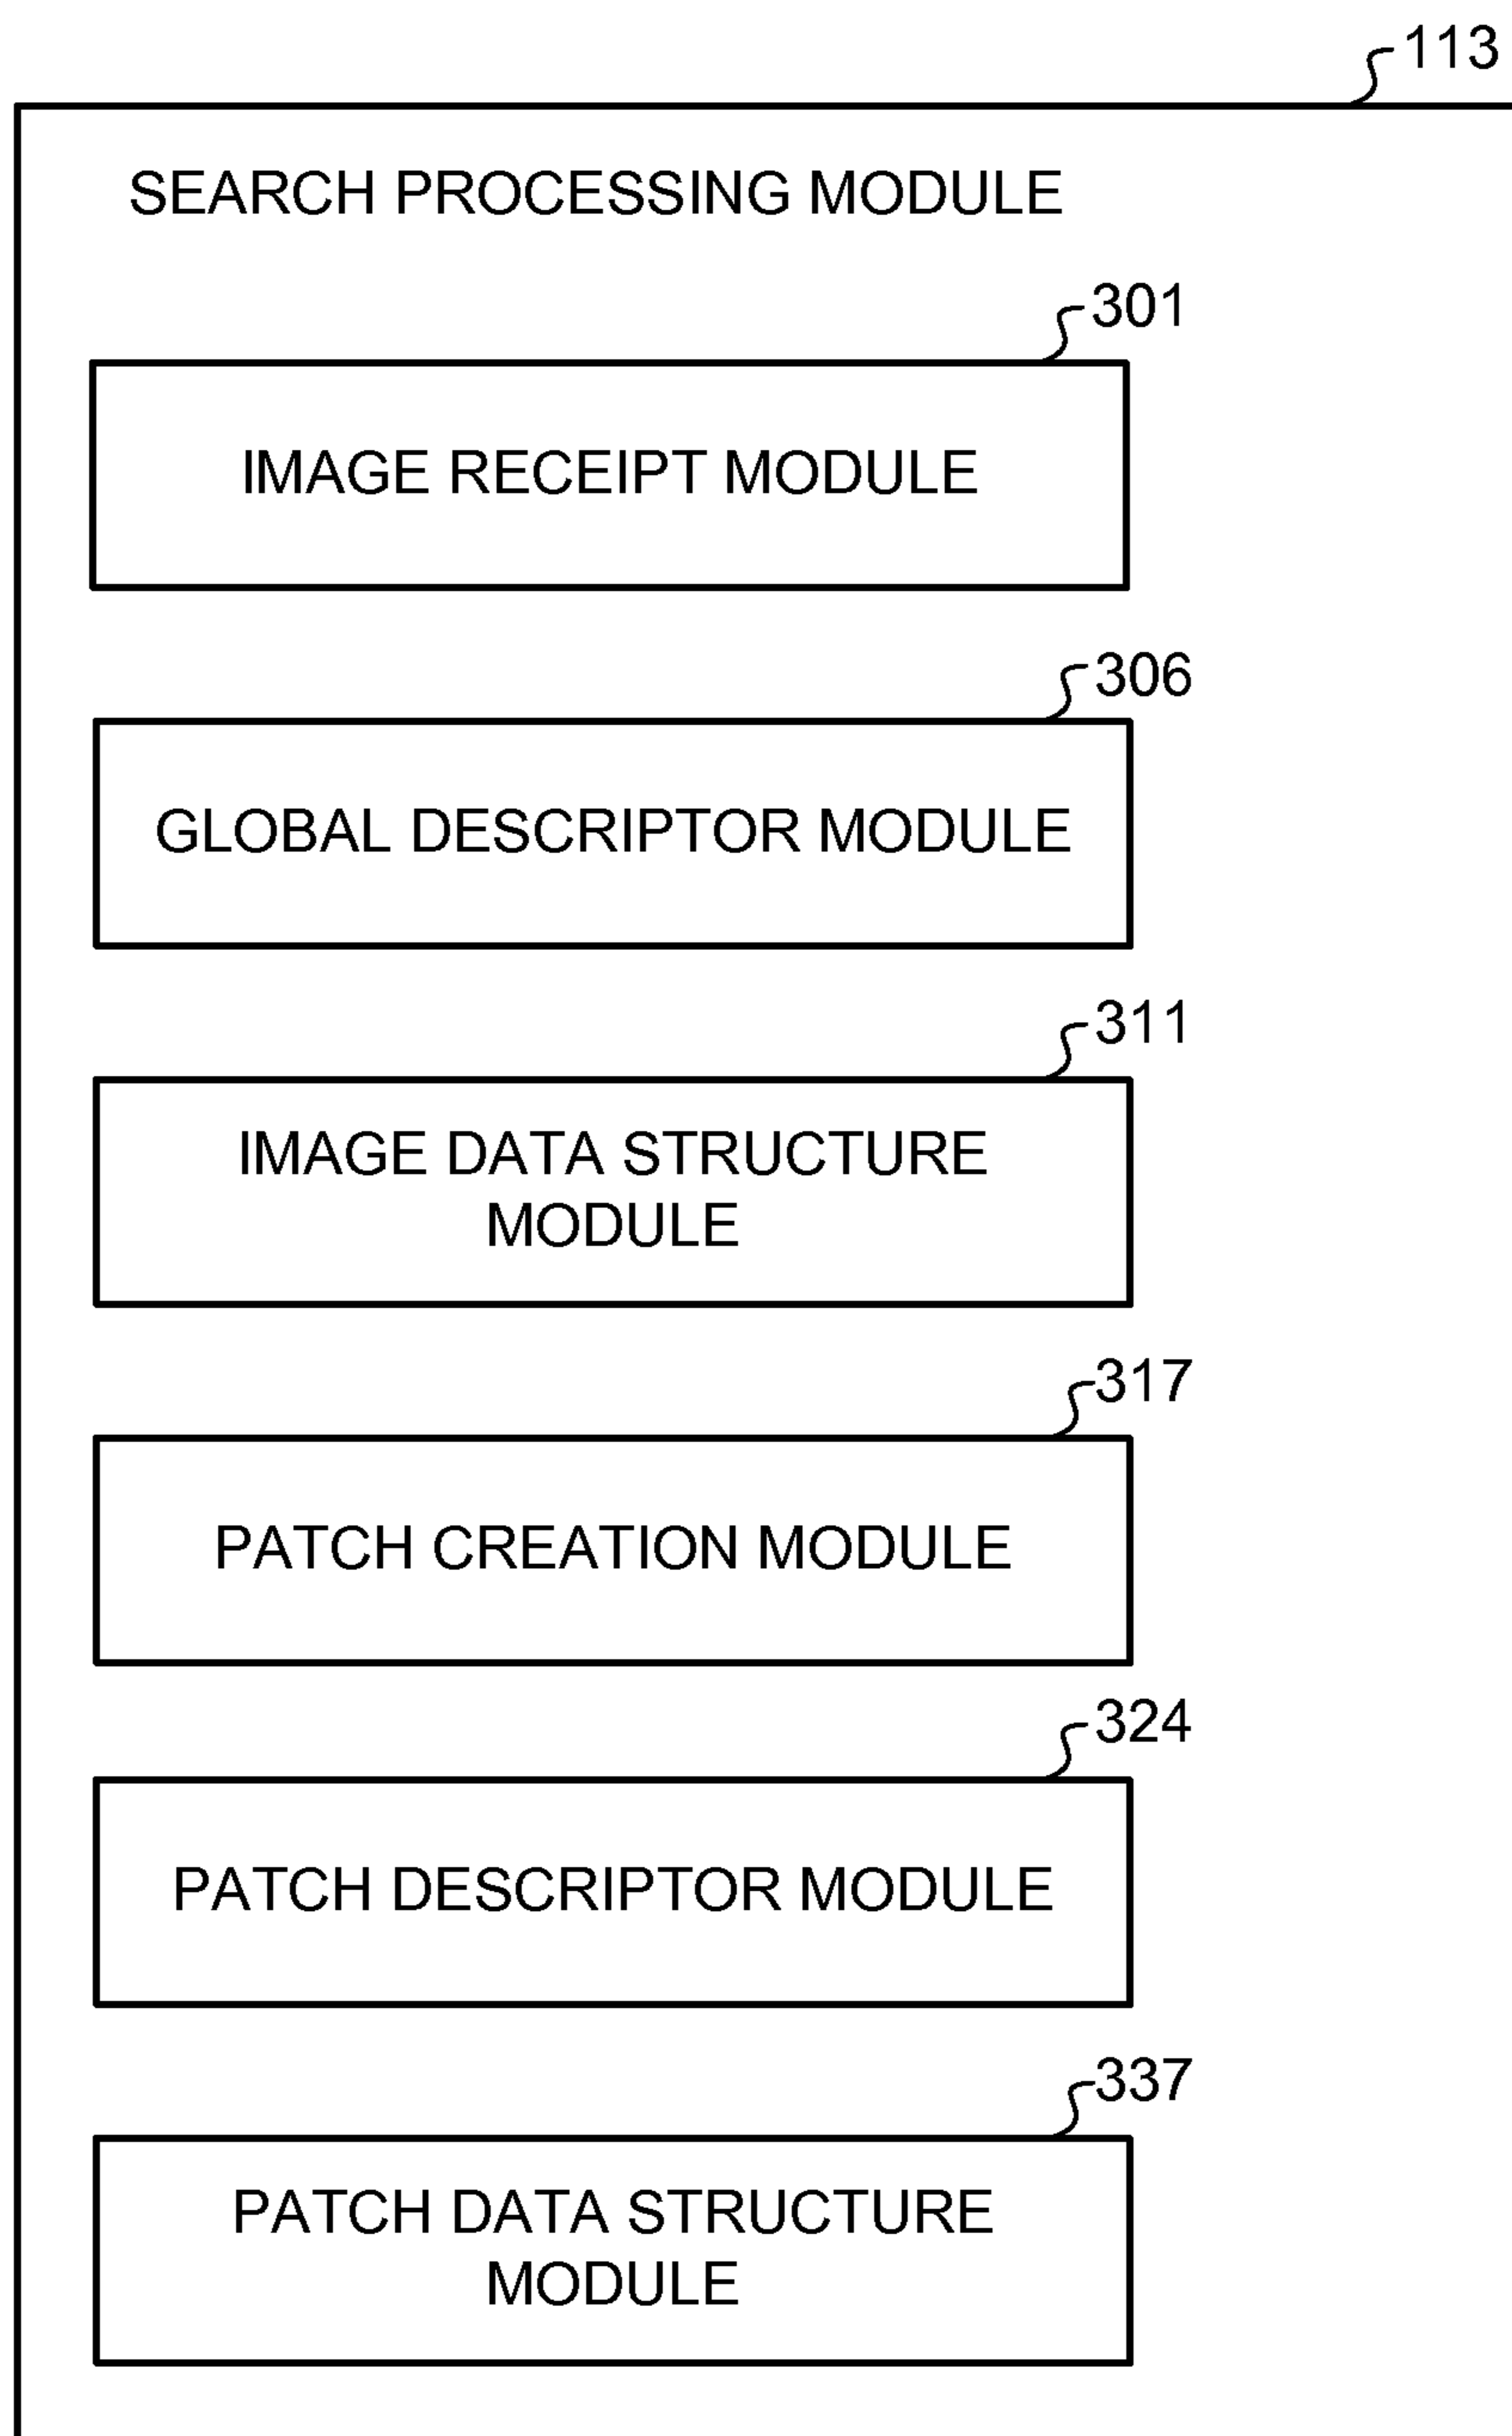 113
SEARCH PROCESSING MODULE
301
IMAGE RECEIPT MODULE
306
GLOBAL DESCRIPTOR MODULE
311
IMAGE DATA STRUCTURE
MODULE
317
PATCH CREATION MODULE
324
PATCH DESCRIPTOR MODULE
337
PATCH DATA STRUCTURE
MODULE